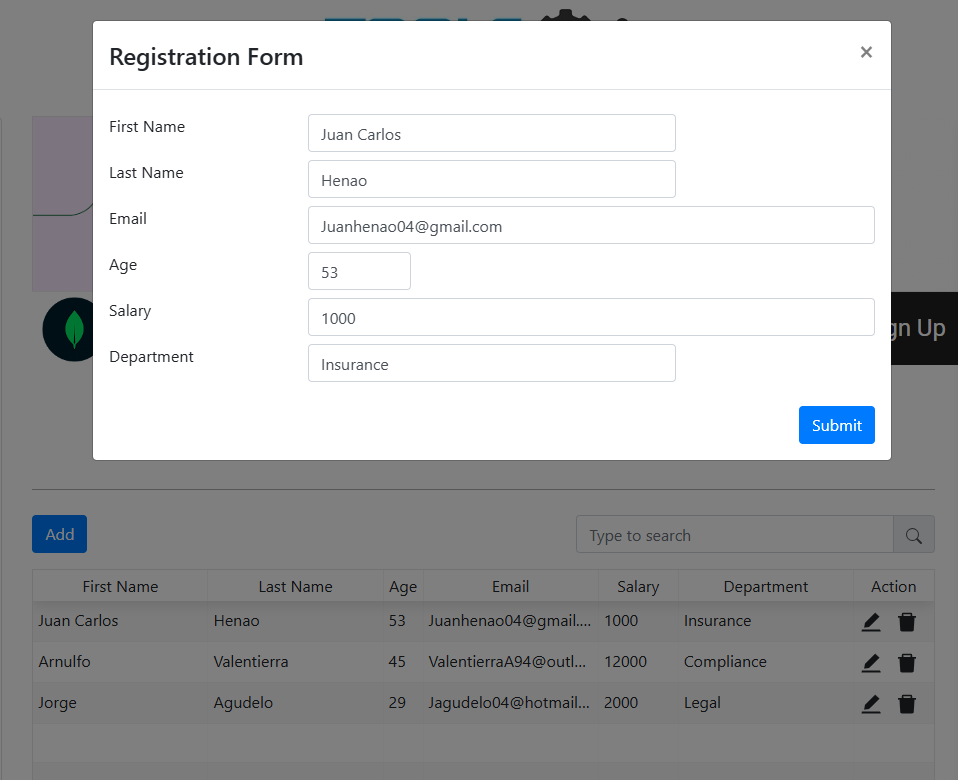 Registration Form ×
First Name Juan Carlos
Last Name Henao
Email Juanhenao04@gmail.com
Age 53
Salary 1000
Department Insurance
Submit
gn Up
Add Type to search
First Name Last Name Age Email Salary Department Action
Juan Carlos Henao 53 Juanhenao04@gmail.... 1000 Insurance
Arnulfo Valentierra 45 ValentierraA94@outl... 12000 Compliance
Jorge Agudelo 29 Jagudelo04@hotmail... 2000 Legal